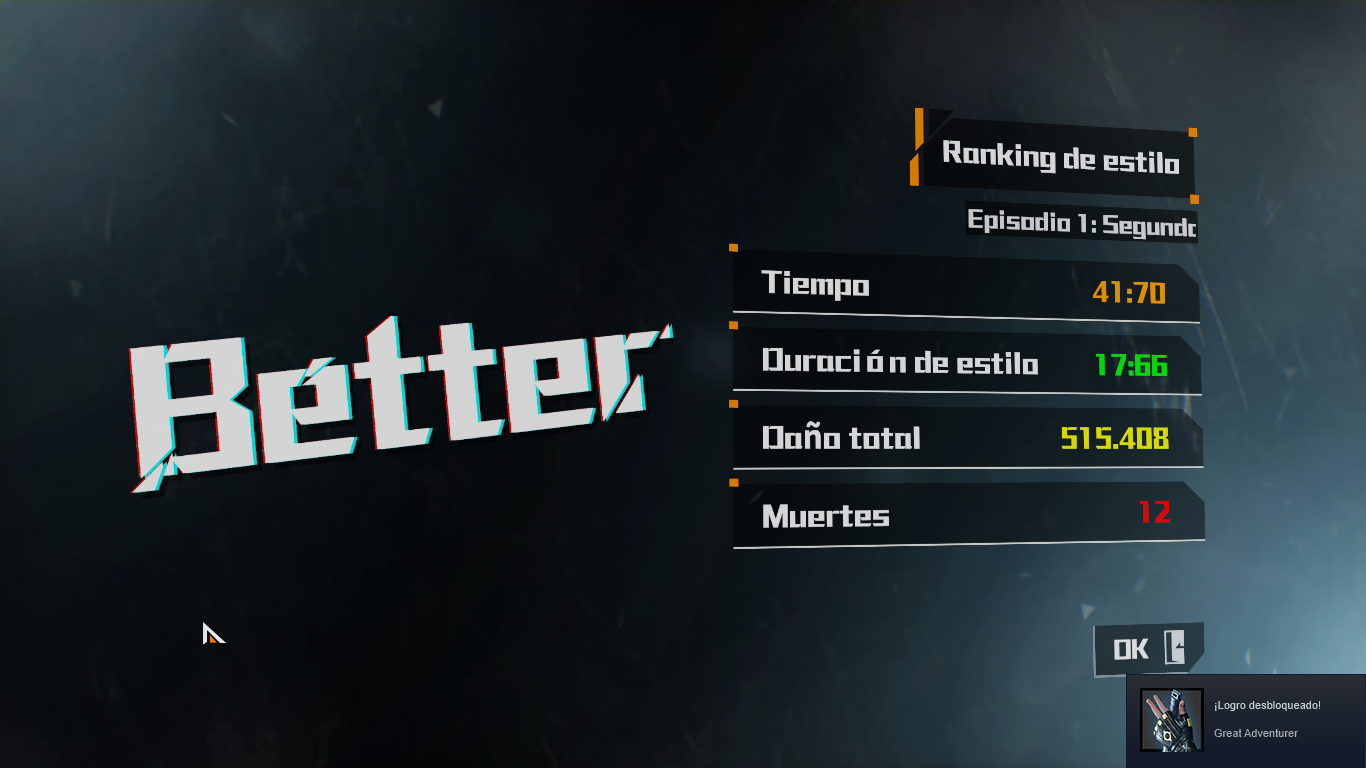 Better
Ranking de estilo
Episodio 1: Segundo
Tiempo 41:70
Duración de estilo 17:66
Daño total 515.408
Muertes 12
OK
¡Logro desbloqueado!
Great Adventurer